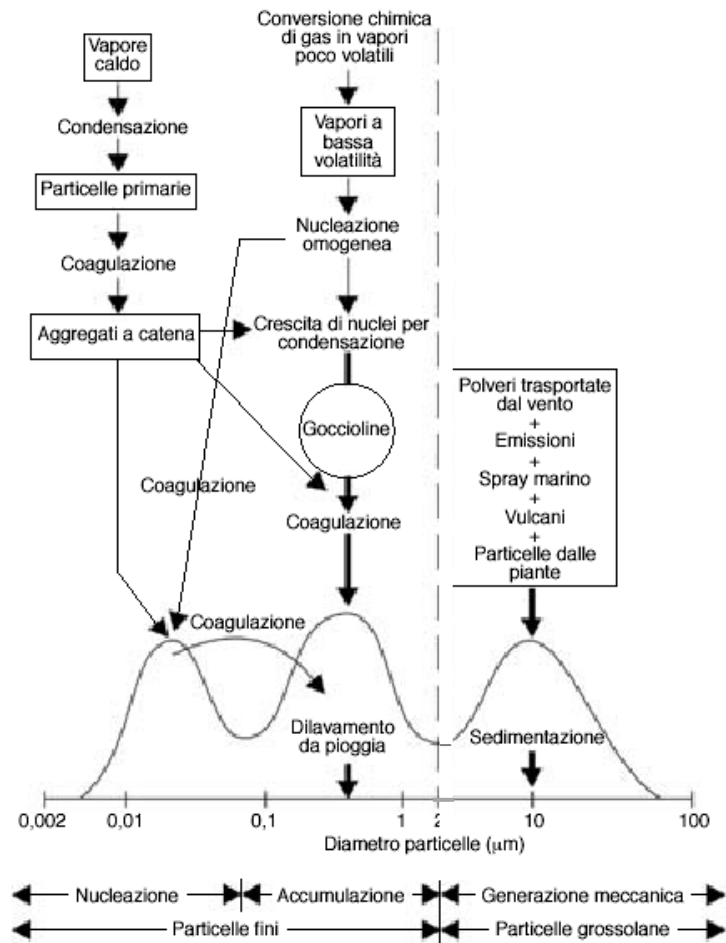 Vapore
caldo
Condensazione
Particelle primarie
Coagulazione
Aggregati a catena
Conversione chimica
di gas in vapori
poco volatili
Vapori a
bassa
volatilità
Nucleazione
omogenea
Crescita di nuclei per
condensazione
Goccioline
Coagulazione
Coagulazione
Coagulazione
Polveri trasportate
dal vento
+
Emissioni
+
Spray marino
+
Vulcani
+
Particelle dalle
piante
Dilavamento
da pioggia
Sedimentazione
0,002 0,01 0,1 1 2 10 100
Diametro particelle (μm)
Nucleazione Accumulazione Generazione meccanica
Particelle fini Particelle grossolane